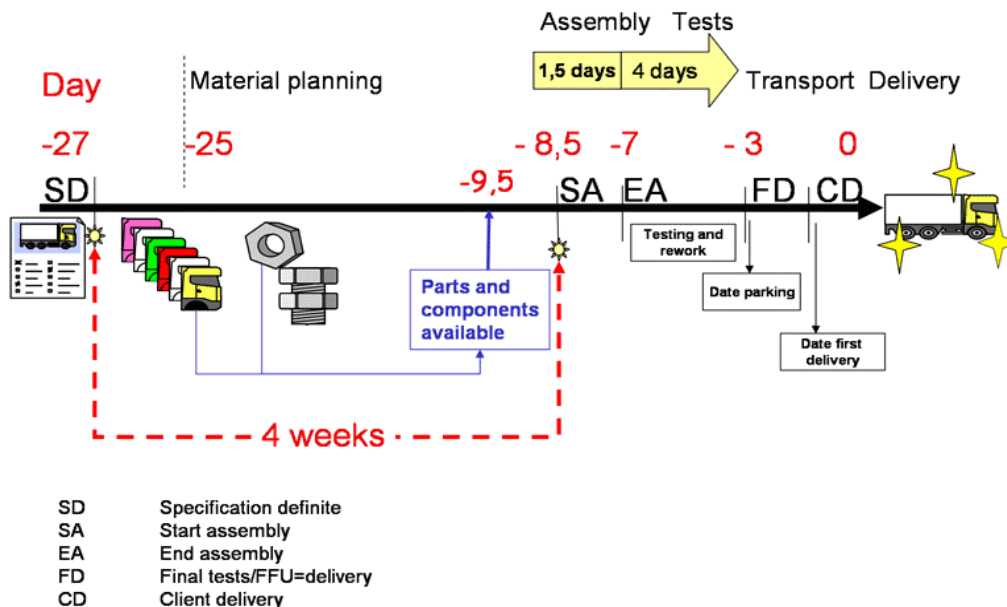 Assembly Tests
1,5 days 4 days
Day
Material planning
Transport Delivery
-27
-25
-9,5
- 8,5
-7
- 3
0
SD
SA
EA
FD
CD
Testing and
rework
Date parking
Date first
delivery
Parts and
components
available
4 weeks
SD Specification definite
SA Start assembly
EA End assembly
FD Final tests/FFU=delivery
CD Client delivery